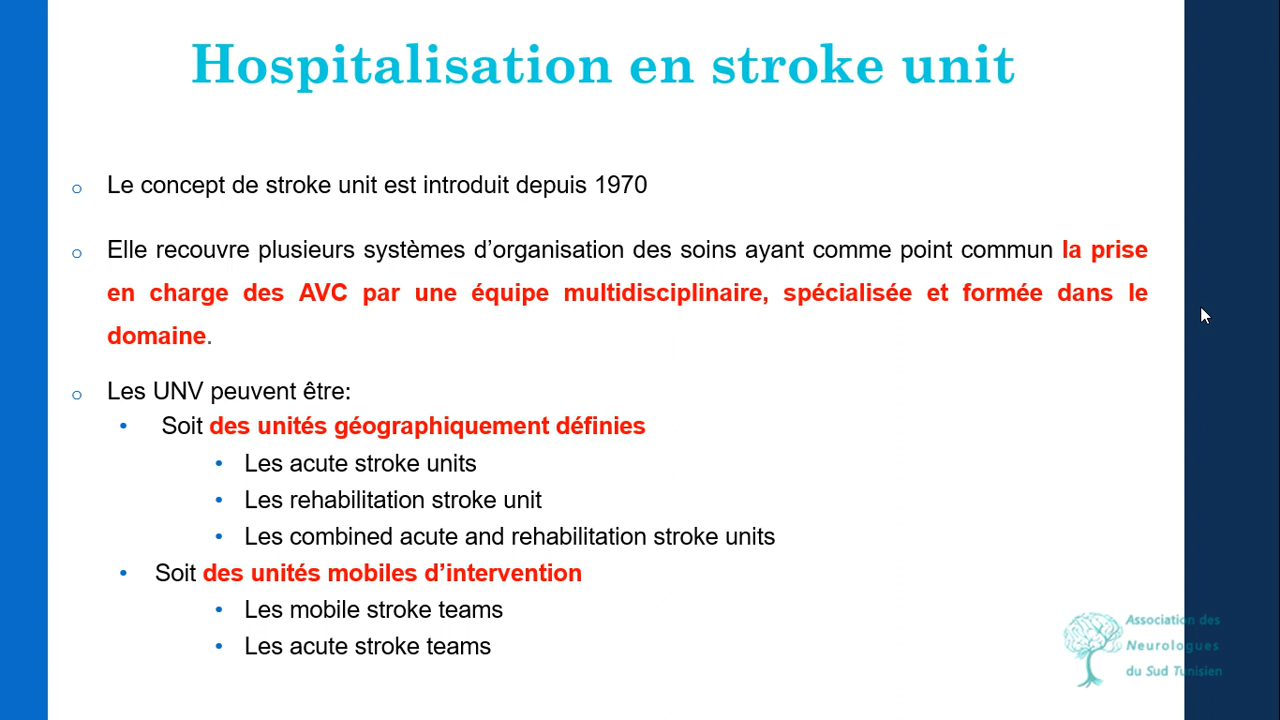 Hospitalisation en stroke unit
Le concept de stroke unit est introduit depuis 1970
Elle recouvre plusieurs systèmes d’organisation des soins ayant comme point commun la prise
en charge des AVC par une équipe multidisciplinaire, spécialisée et formée dans le
domaine.
Les UNV peuvent être:
Soit des unités géographiquement définies
Les acute stroke units
Les rehabilitation stroke unit
Les combined acute and rehabilitation stroke units
Soit des unités mobiles d’intervention
Les mobile stroke teams
Les acute stroke teams
Association des
Neurologues
du Sud Tunisien